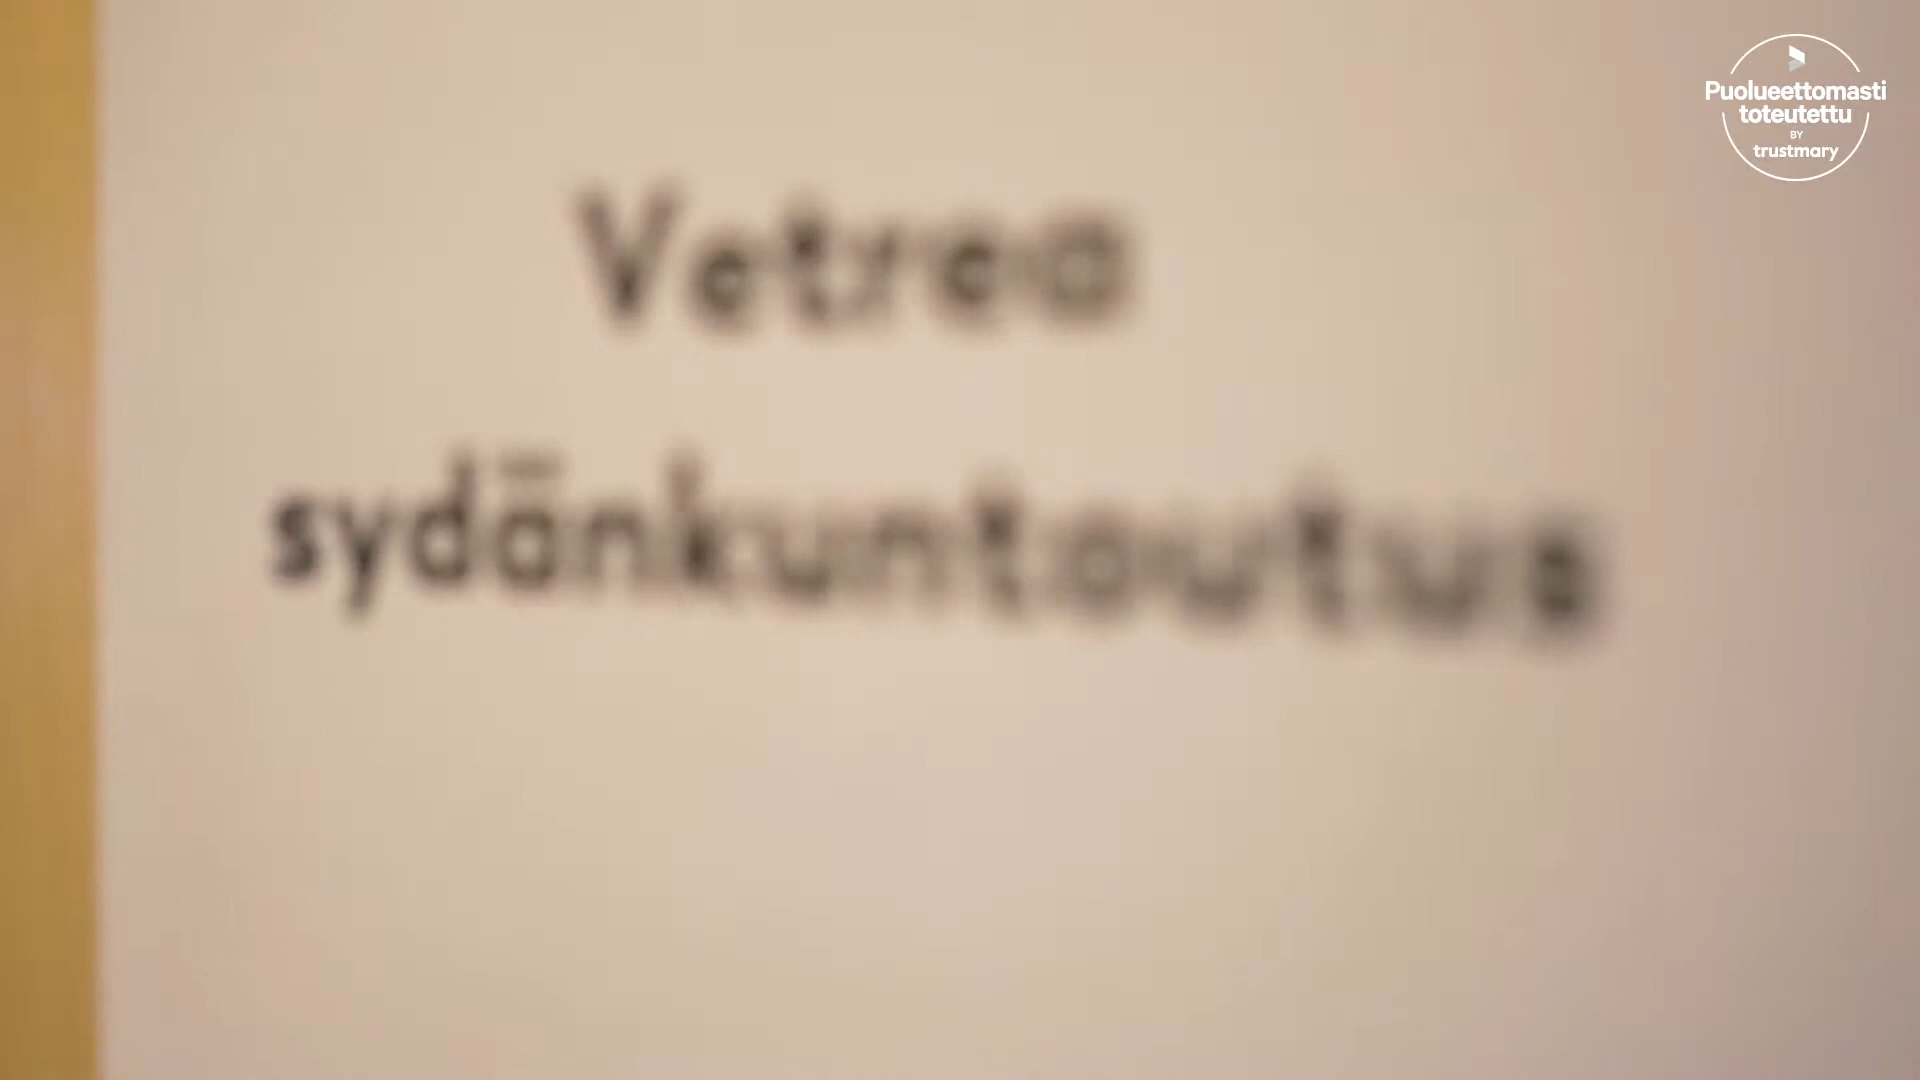 Vetrea
sydänkuntoutus
Puolueettomasti
toteutettu
BY
trustmary